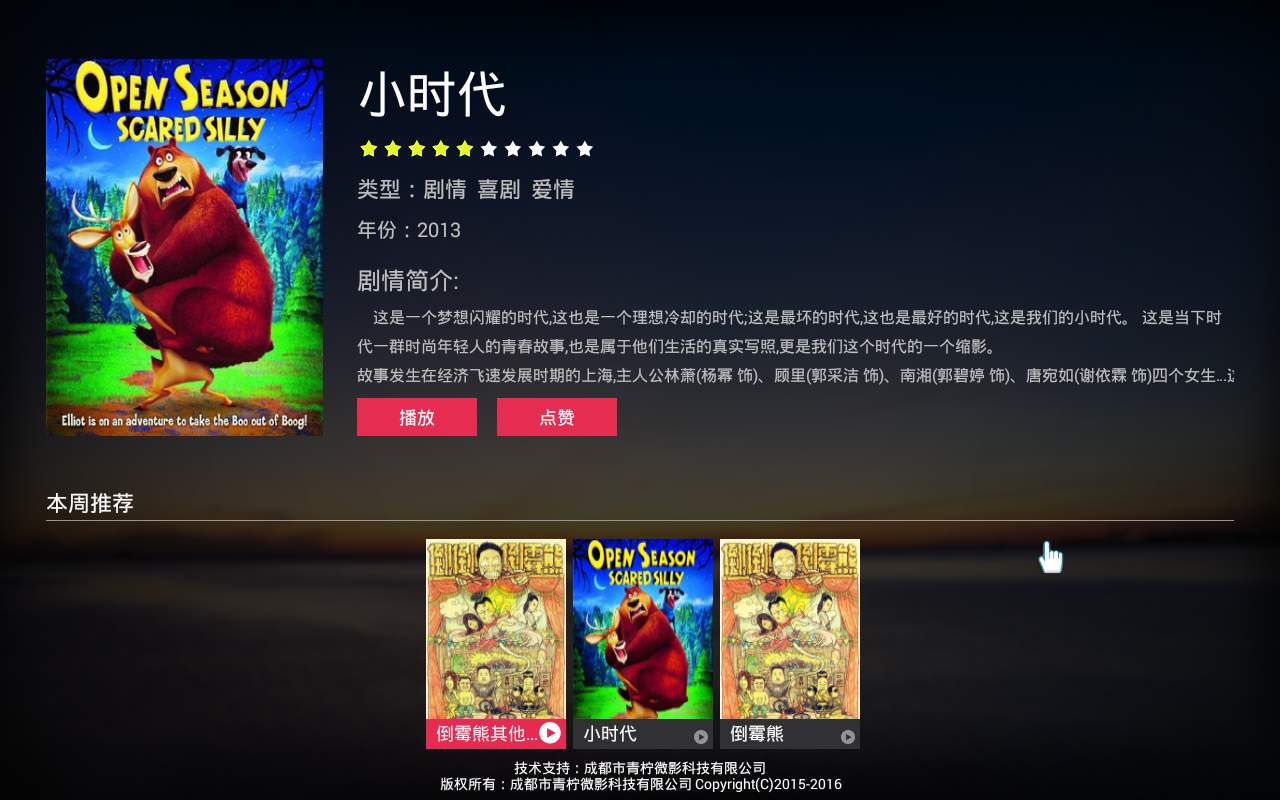 OPEN SEASON
SCARED SILLY
Elliot is on an adventure to take the Boo out of Boog!
小时代
类型：剧情 喜剧 爱情
年份：2013
剧情简介:
这是一个梦想闪耀的时代,这也是一个理想冷却的时代;这是最坏的时代,这也是最好的时代,这是我们的小时代。 这是当下时
代一群时尚年轻人的青春故事,也是属于他们生活的真实写照,更是我们这个时代的一个缩影。
故事发生在经济飞速发展时期的上海,主人公林萧(杨幂 饰)、顾里(郭采洁 饰)、南湘(郭碧婷 饰)、唐宛如(谢依霖 饰)四个女生...
播放 点赞
本周推荐
倒霉熊
OPEN SEASON
SCARED SILLY
倒霉熊其他...
小时代
倒霉熊
技术支持：成都市青柠微影科技有限公司
版权所有：成都市青柠微影科技有限公司 Copyright(C)2015-2016